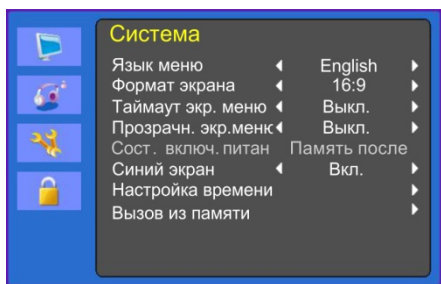 Система
Язык меню English
Формат экрана 16:9
Таймаут экр. меню Выкл.
Прозрачн. экр.меню Выкл.
Сост. включ.питан Память после
Синий экран Вкл.
Настройка времени
Вызов из памяти